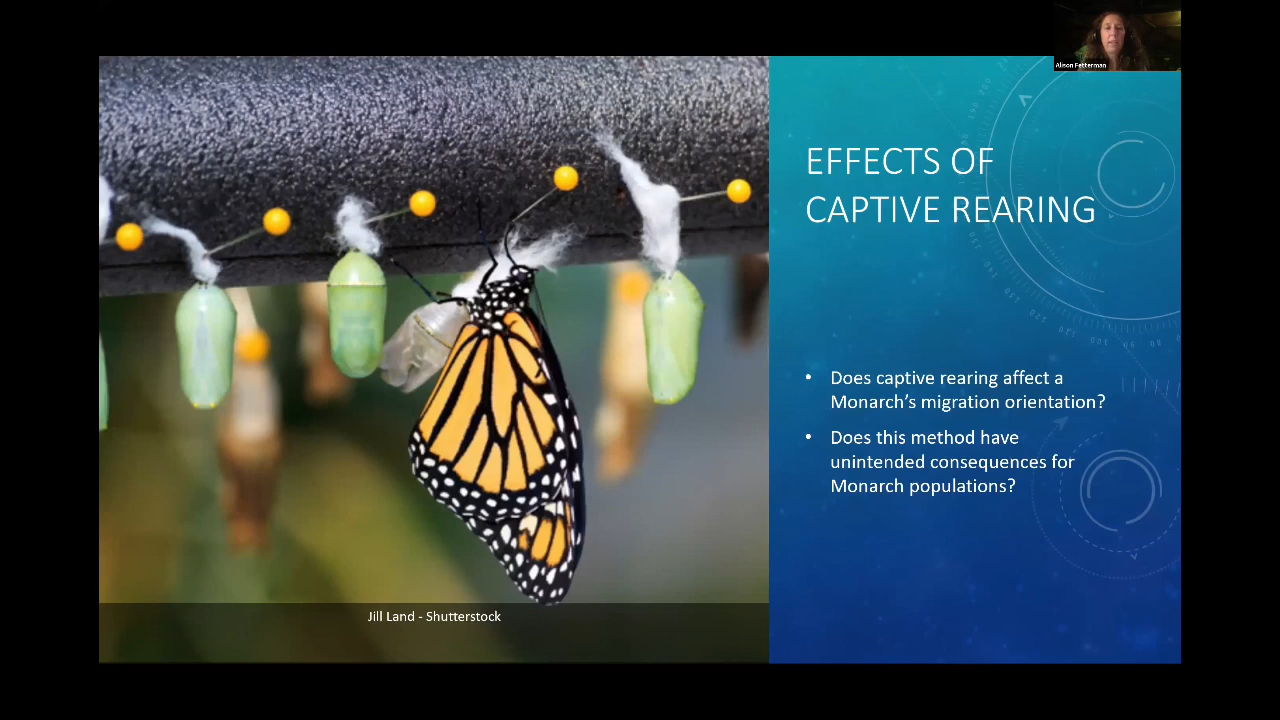 Alison Fetterman
EFFECTS OF
CAPTIVE REARING
• Does captive rearing affect a
Monarch's migration orientation?
• Does this method have
unintended consequences for
Monarch populations?
Jill Land - Shutterstock